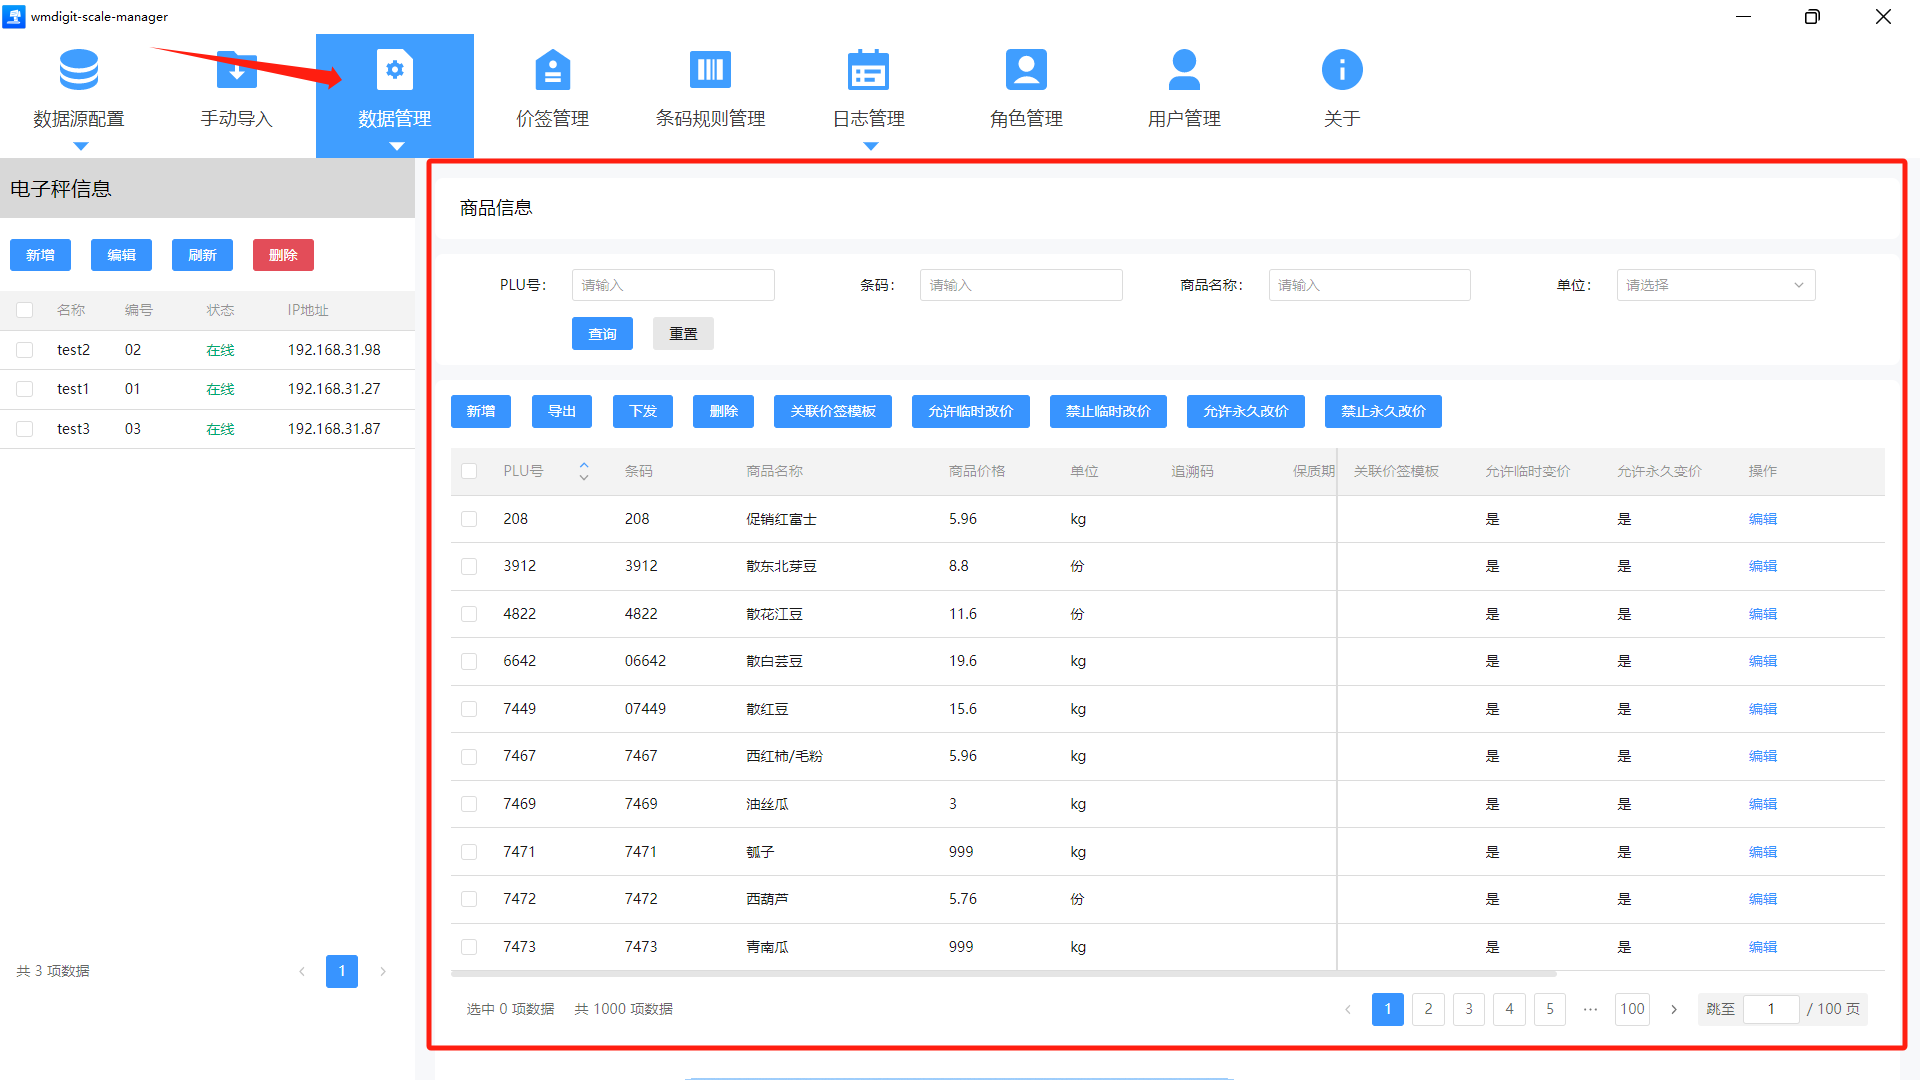 wmdigit-scale-manager
数据源配置 手动导入 数据管理 价签管理 条码规则管理 日志管理 角色管理 用户管理 关于
电子秤信息
新增 编辑 刷新 删除
名称 编号 状态 IP地址
test2 02 在线 192.168.31.98
test1 01 在线 192.168.31.27
test3 03 在线 192.168.31.87
共 3 项数据 1
商品信息
PLU号： 请输入 条码： 请输入 商品名称： 请输入 单位： 请选择
查询 重置
新增 导出 下发 删除 关联价签模板 允许临时改价 禁止临时改价 允许永久改价 禁止永久改价
PLU号 条码 商品名称 商品价格 单位 追溯码 保质期 关联价签模板 允许临时变价 允许永久变价 操作
208 208 促销红富士 5.96 kg 是 是 编辑
3912 3912 散东北芽豆 8.8 份 是 是 编辑
4822 4822 散花江豆 11.6 份 是 是 编辑
6642 06642 散白芸豆 19.6 kg 是 是 编辑
7449 07449 散红豆 15.6 kg 是 是 编辑
7467 7467 西红柿/毛粉 5.96 kg 是 是 编辑
7469 7469 油丝瓜 3 kg 是 是 编辑
7471 7471 瓠子 999 kg 是 是 编辑
7472 7472 西葫芦 5.76 份 是 是 编辑
7473 7473 青南瓜 999 kg 是 是 编辑
选中 0 项数据 共 1000 项数据 1 2 3 4 5 ··· 100 跳至 1 / 100 页